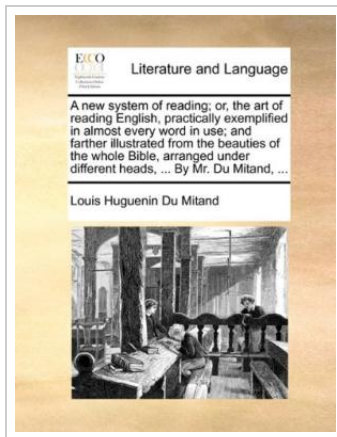 ECCO
Literature and Language
A new system of reading; or, the art of
reading English, practically exemplified
in almost every word in use; and
farther illustrated from the beauties of
the whole Bible, arranged under
different heads, ... By Mr. Du Mitand, ...
Louis Huguenin Du Mitand